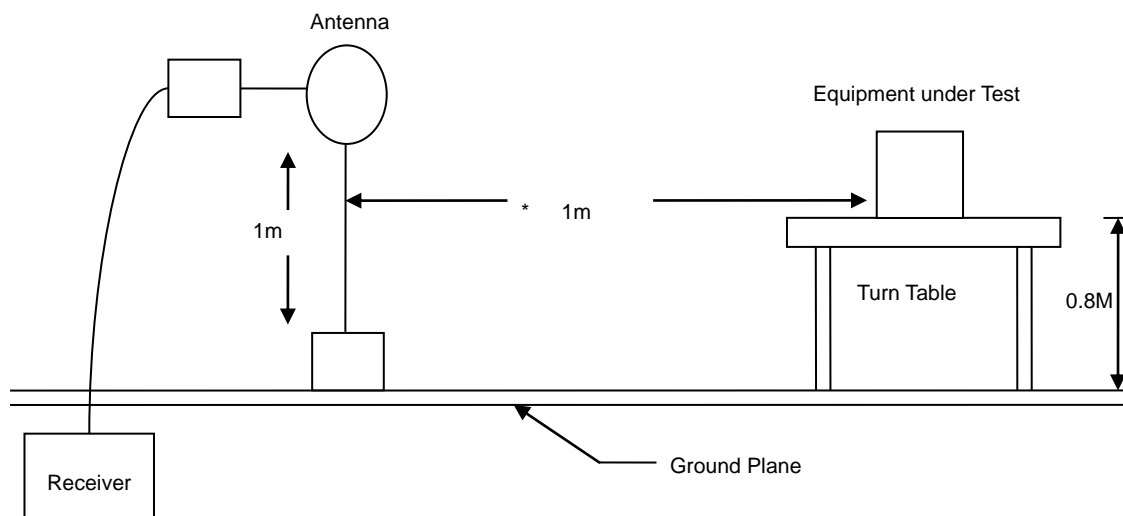 Antenna
Equipment under Test
* 1m
1m
Turn Table
0.8M
Ground Plane
Receiver